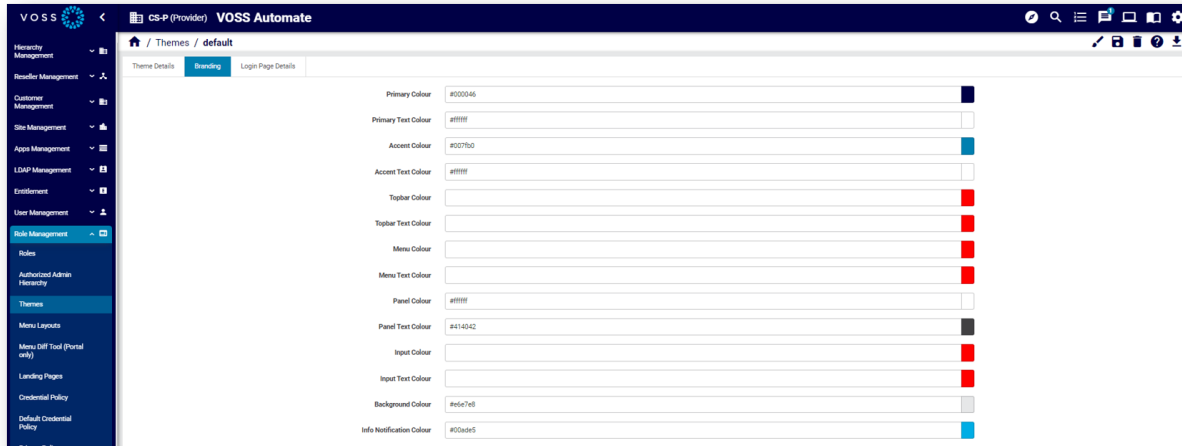 VOSS
CS-P (Provider) VOSS Automate
1
/ Themes / default
Theme Details Branding Login Page Details
Hierarchy
Management
Reseller Management
Customer
Management
Site Management
Apps Management
LDAP Management
Entitlement
User Management
Role Management
Roles
Authorized Admin
Hierarchy
Themes
Menu Layouts
Menu Diff Tool (Portal
only)
Landing Pages
Credential Policy
Default Credential
Policy
Primary Colour #000046
Primary Text Colour #ffffff
Accent Colour #007fb0
Accent Text Colour #ffffff
Topbar Colour
Topbar Text Colour
Menu Colour
Menu Text Colour
Panel Colour #ffffff
Panel Text Colour #414042
Input Colour
Input Text Colour
Background Colour #e6e7e8
Info Notification Colour #00ade5